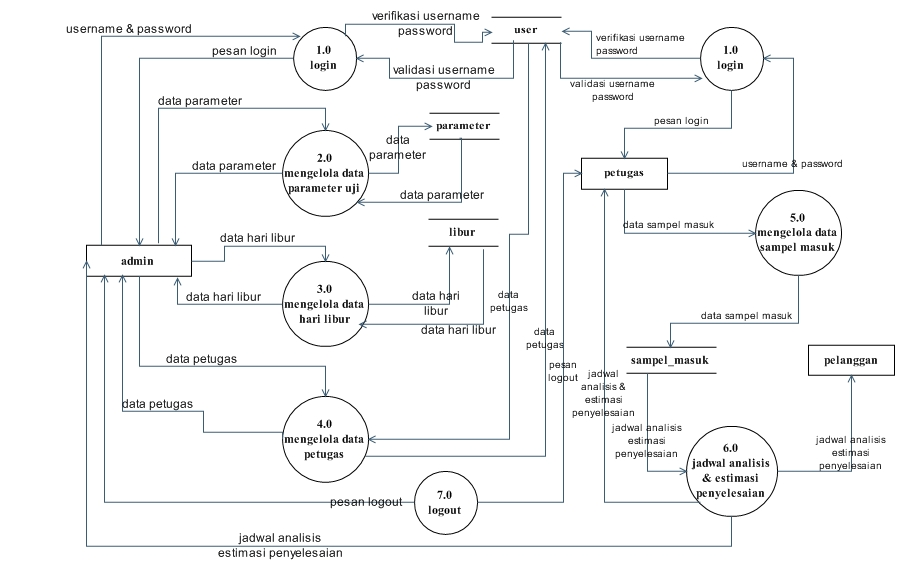 verifikasi username
password
user
username & password
1.0
login
pesan login
validasi username
password
verifikasi username
password
1.0
login
validasi username
password
pesan login
data parameter
parameter
data
parameter
2.0
mengelola data
parameter uji
data parameter
data parameter
petugas
username & password
5.0
mengelola data
sampel masuk
data sampel masuk
libur
data hari libur
admin
3.0
mengelola data
hari libur
data hari libur
data hari
libur
data hari libur
data
petugas
data
petugas
data sampel masuk
sampel_masuk
pelanggan
data petugas
pesan
logout
jadwal
analisis &
estimasi
penyelesaian
data petugas
4.0
mengelola data
petugas
jadwal analisis
estimasi
penyelesaian
6.0
jadwal analisis
& estimasi
penyelesaian
jadwal analisis
estimasi
penyelesaian
7.0
logout
pesan logout
jadwal analisis
estimasi penyelesaian